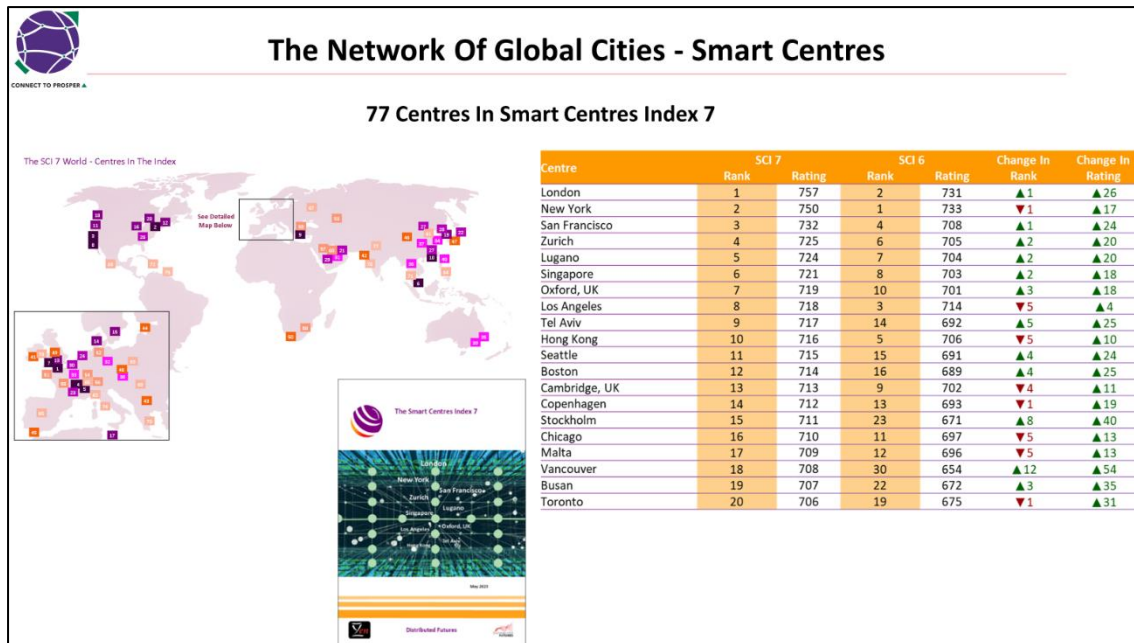 The Network Of Global Cities - Smart Centres
CONNECT TO PROSPER
77 Centres In Smart Centres Index 7
The SCI 7 World - Centres In The Index
See Detailed
Map Below
The Smart Centres Index 7
London
New York
San Francisco
Zurich
Lugano
Singapore
Oxford, UK
Los Angeles
Tel Aviv
Hong Kong
May 2023
Distributed Futures
Centre SCI 7 SCI 6 Change In Change In
Rank Rating Rank Rating Rank Rating
London 1 757 2 731 ▲1 ▲26
New York 2 750 1 733 ▼1 ▲17
San Francisco 3 732 4 708 ▲1 ▲24
Zurich 4 725 6 705 ▲2 ▲20
Lugano 5 724 7 704 ▲2 ▲20
Singapore 6 721 8 703 ▲2 ▲18
Oxford, UK 7 719 10 701 ▲3 ▲18
Los Angeles 8 718 3 714 ▼5 ▲4
Tel Aviv 9 717 14 692 ▲5 ▲25
Hong Kong 10 716 5 706 ▼5 ▲10
Seattle 11 715 15 691 ▲4 ▲24
Boston 12 714 16 689 ▲4 ▲25
Cambridge, UK 13 713 9 702 ▼4 ▲11
Copenhagen 14 712 13 693 ▼1 ▲19
Stockholm 15 711 23 671 ▲8 ▲40
Chicago 16 710 11 697 ▼5 ▲13
Malta 17 709 12 696 ▼5 ▲13
Vancouver 18 708 30 654 ▲12 ▲54
Busan 19 707 22 672 ▲3 ▲35
Toronto 20 706 19 675 ▼1 ▲31